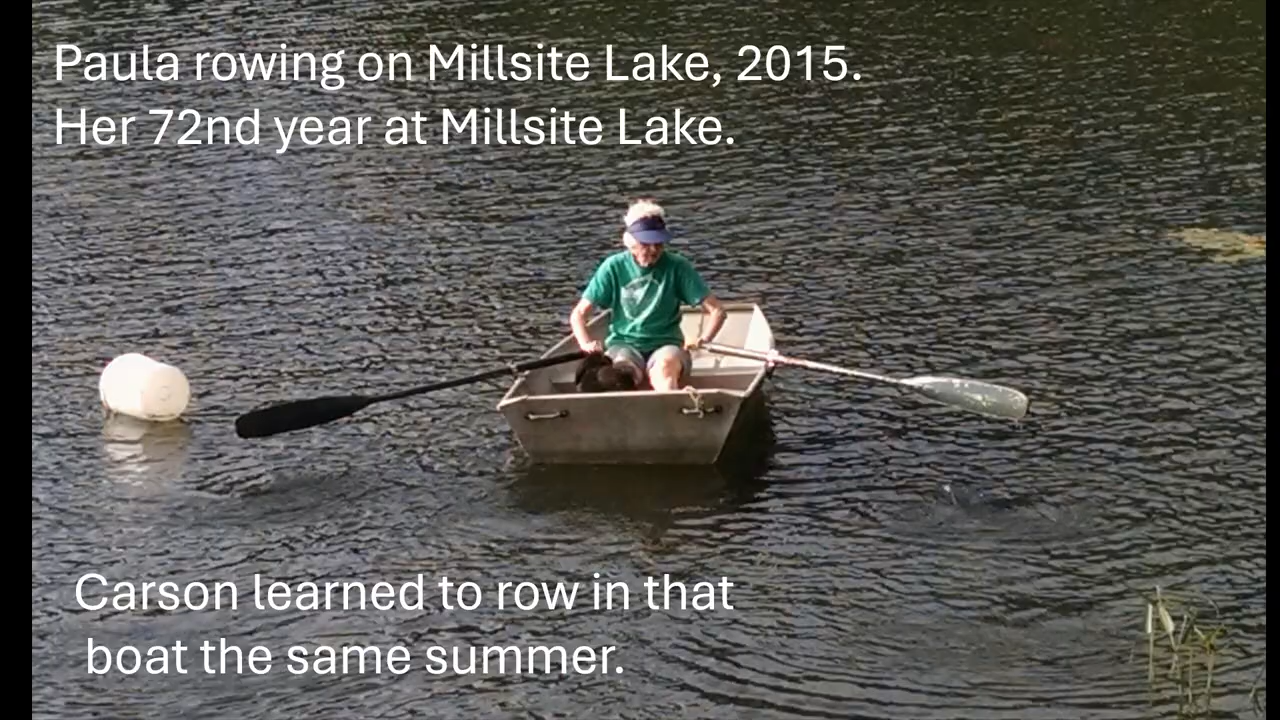 Paula rowing on Millsite Lake, 2015.
Her 72nd year at Millsite Lake.
Carson learned to row in that
boat the same summer.